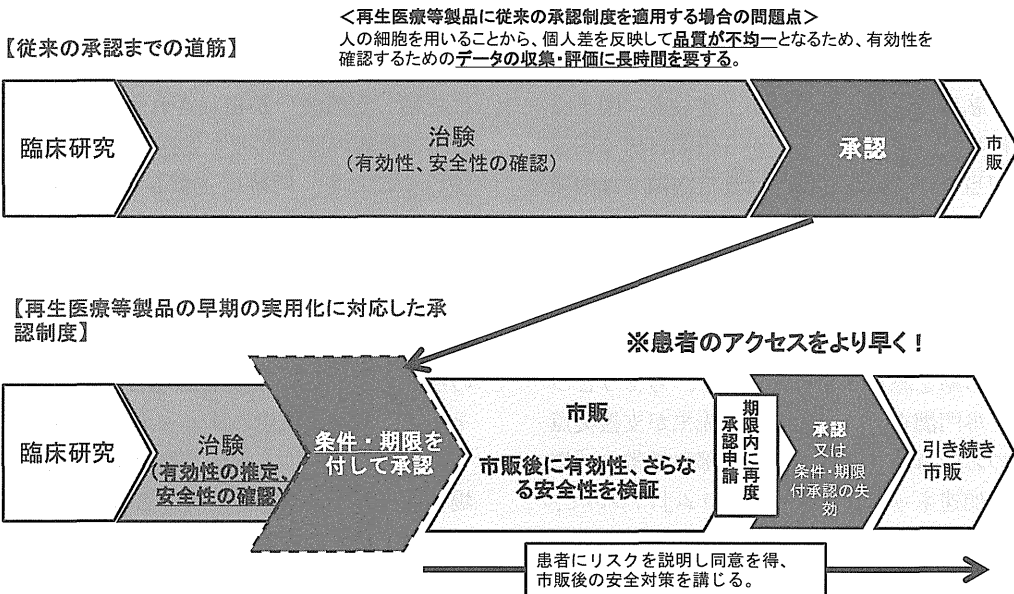 ＜再生医療等製品に従来の承認制度を適用する場合の問題点＞
【従来の承認までの道筋】
人の細胞を用いることから、個人差を反映して品質が不均一となるため、有効性を
確認するためのデータの収集・評価に長時間を要する。
臨床研究
治験
（有効性、安全性の確認）
承認
市
販
【再生医療等製品の早期の実用化に対応した承
認制度】
※患者のアクセスをより早く！
臨床研究
治験
（有効性の推定、
安全性の確認）
条件・期限を
付して承認
市販
市販後に有効性、さらな
る安全性を検証
期限内に再度
承認申請
承認
又は
条件・期限
付承認の失
効
引き続き
市販
患者にリスクを説明し同意を得、
市販後の安全対策を講じる。